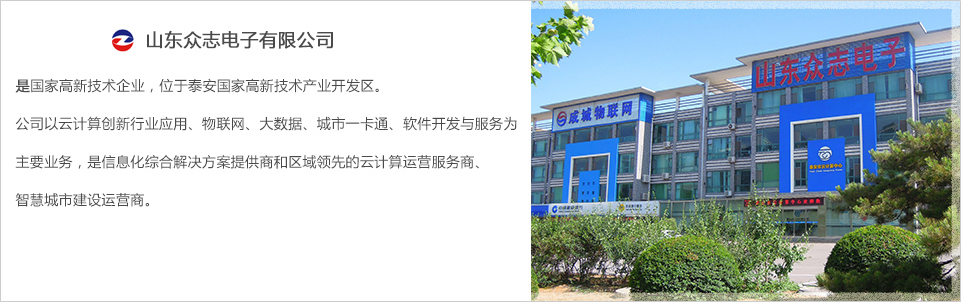 山东众志电子有限公司
是国家高新技术企业，位于泰安国家高新技术产业开发区。
公司以云计算创新行业应用、物联网、大数据、城市一卡通、软件开发与服务为
主要业务，是信息化综合解决方案提供商和区域领先的云计算运营服务商、
智慧城市建设运营商。
山东众志电子
成城物联网